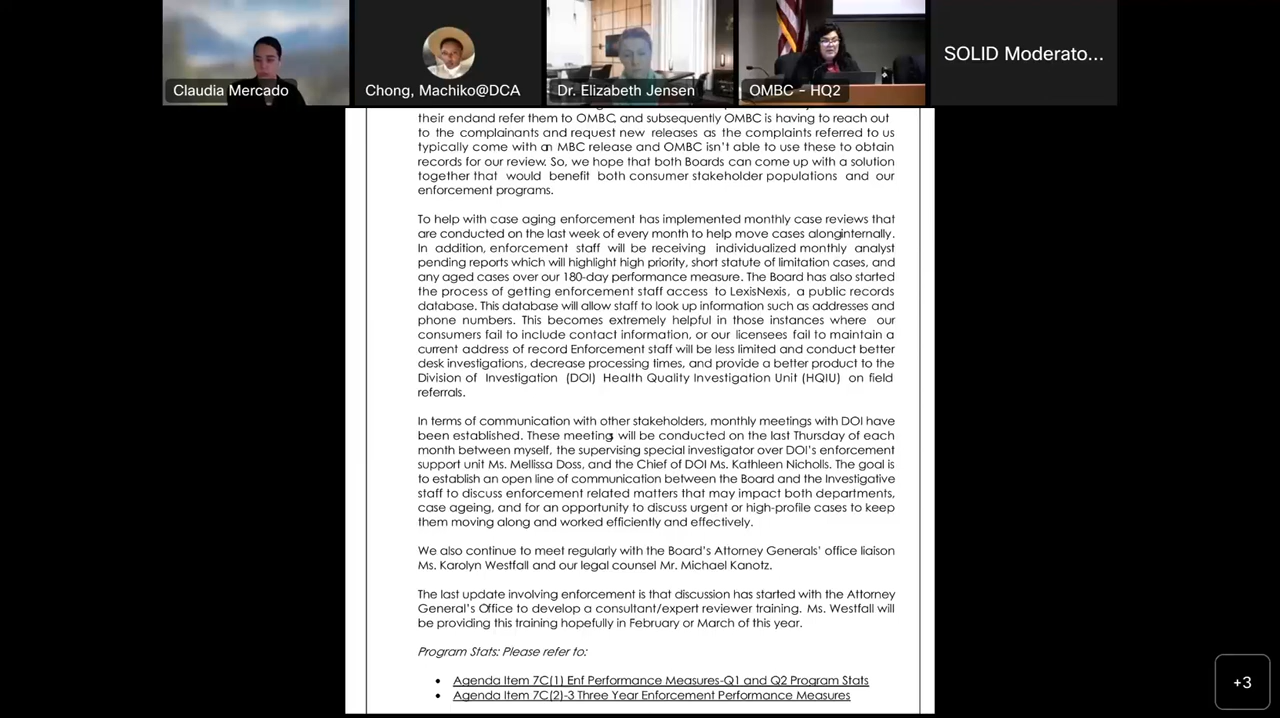 Claudia Mercado
Chong, Machiko@DCA
Dr. Elizabeth Jensen
OMBC - HQ2
SOLID Moderato...
their endand refer them to OMBC, and subsequently OMBC is having to reach out
to the complainants and request new releases as the complaints referred to us
typically come with an MBC release and OMBC isn't able to use these to obtain
records for our review. So, we hope that both Boards can come up with a solution
together that would benefit both consumer stakeholder populations and our
enforcement programs.
To help with case aging enforcement has implemented monthly case reviews that
are conducted on the last week of every month to help move cases alonginternally.
In addition, enforcement staff will be receiving individualized monthly analyst
pending reports which will highlight high priority, short statute of limitation cases, and
any aged cases over our 180-day performance measure. The Board has also started
the process of getting enforcement staff access to LexisNexis, a public records
database. This database will allow staff to look up information such as addresses and
phone numbers. This becomes extremely helpful in those instances where our
consumers fail to include contact information, or our licensees fail to maintain a
current address of record Enforcement staff will be less limited and conduct better
desk investigations, decrease processing times, and provide a better product to the
Division of Investigation (DOI) Health Quality Investigation Unit (HQIU) on field
referrals.
In terms of communication with other stakeholders, monthly meetings with DOI have
been established. These meetings will be conducted on the last Thursday of each
month between myself, the supervising special investigator over DOI's enforcement
support unit Ms. Mellissa Doss, and the Chief of DOI Ms. Kathleen Nicholls. The goal is
to establish an open line of communication between the Board and the Investigative
staff to discuss enforcement related matters that may impact both departments,
case ageing, and for an opportunity to discuss urgent or high-profile cases to keep
them moving along and worked efficiently and effectively.
We also continue to meet regularly with the Board's Attorney Generals' office liaison
Ms. Karolyn Westfall and our legal counsel Mr. Michael Kanotz.
The last update involving enforcement is that discussion has started with the Attorney
General's Office to develop a consultant/expert reviewer training. Ms. Westfall will
be providing this training hopefully in February or March of this year.
Program Stats: Please refer to:
• Agenda Item 7C(1) Enf Performance Measures-Q1 and Q2 Program Stats
• Agenda Item 7C(2)-3 Three Year Enforcement Performance Measures
+3